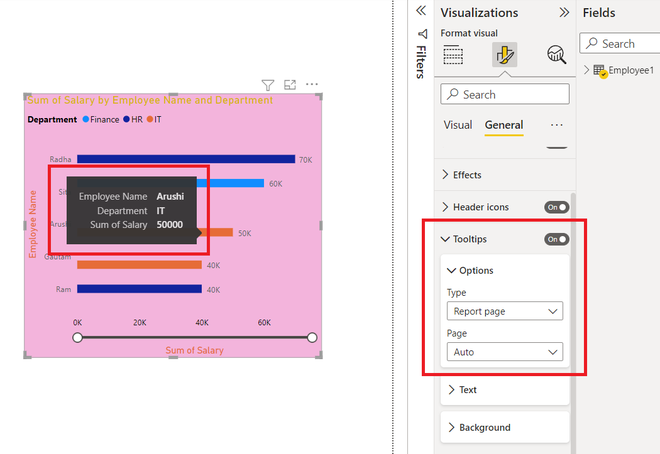 Sum of Salary by Employee Name and Department
Department Finance HR IT
Employee Name
Radha 70K
60K
Employee Name Arushi
Department IT
Sum of Salary 50000
50K
Gautam 40K
Ram 40K
0K 20K 40K 60K
Sum of Salary
Filters
Visualizations
Format visual
Search
Visual General
Effects
Header icons On
Tooltips On
Options
Type
Report page
Page
Auto
Text
Background
Fields
Search
Employee1